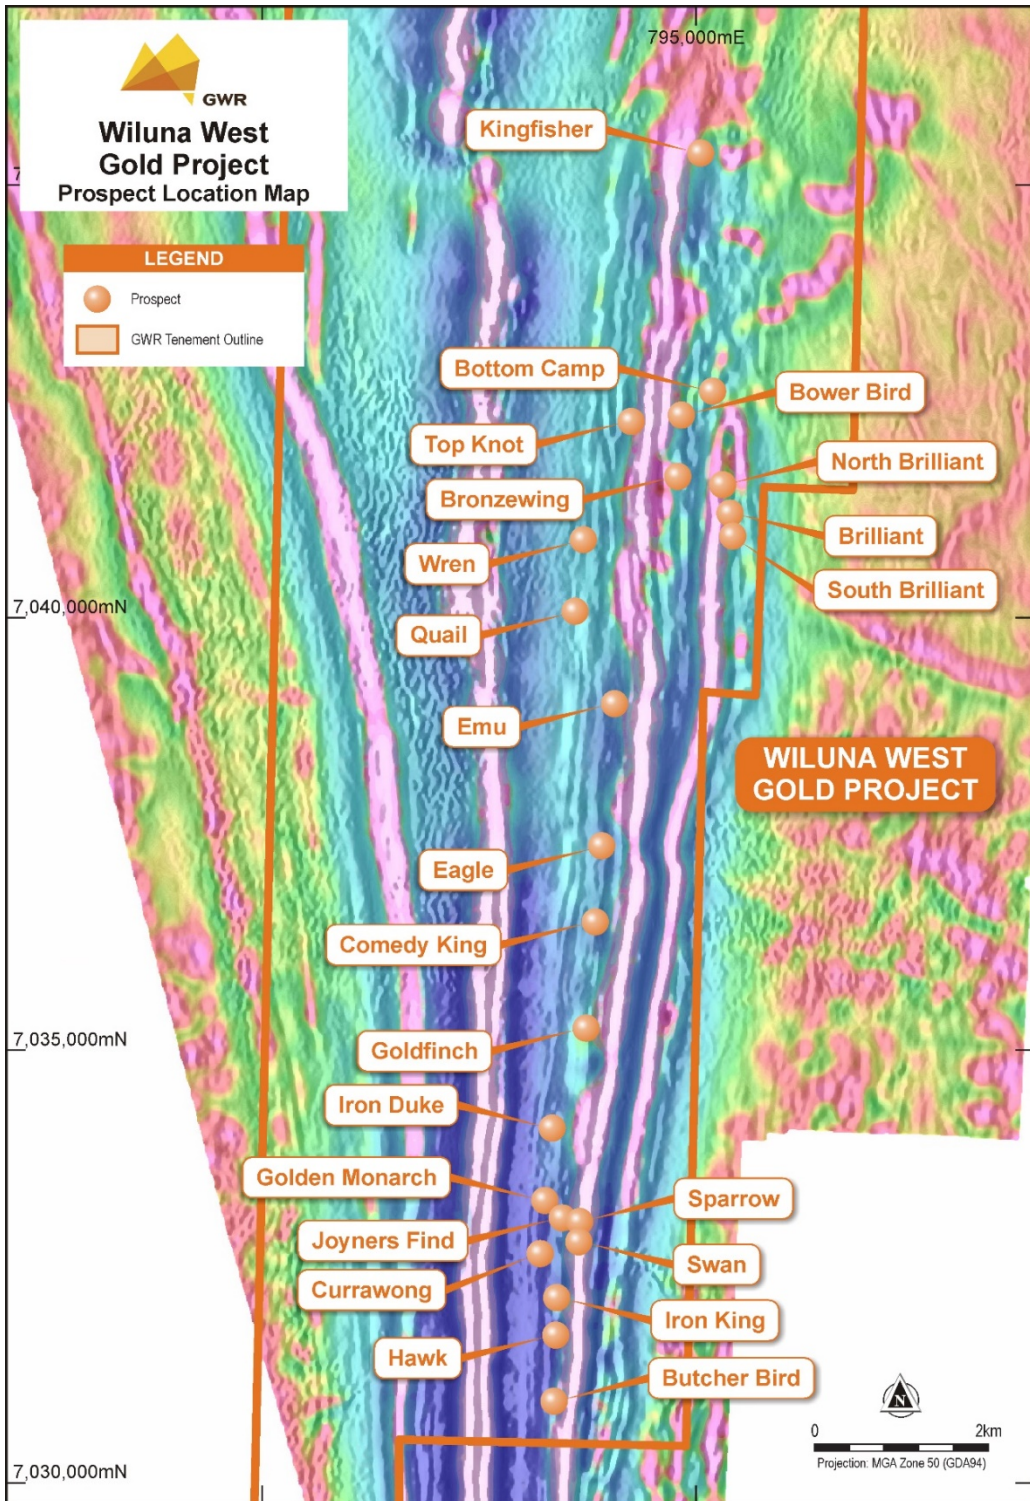 795,000mE
GWR
Wiluna West
Gold Project
Prospect Location Map
LEGEND
Prospect
GWR Tenement Outline
Kingfisher
Bottom Camp
Bower Bird
Top Knot
North Brilliant
Bronzewing
Brilliant
Wren
South Brilliant
7,040,000mN
Quail
Emu
WILUNA WEST
GOLD PROJECT
Eagle
Comedy King
7,035,000mN
Goldfinch
Iron Duke
Golden Monarch
Sparrow
Joyners Find
Swan
Currawong
Iron King
Hawk
Butcher Bird
N
0 2km
Projection: MGA Zone 50 (GDA94)
7,030,000mN